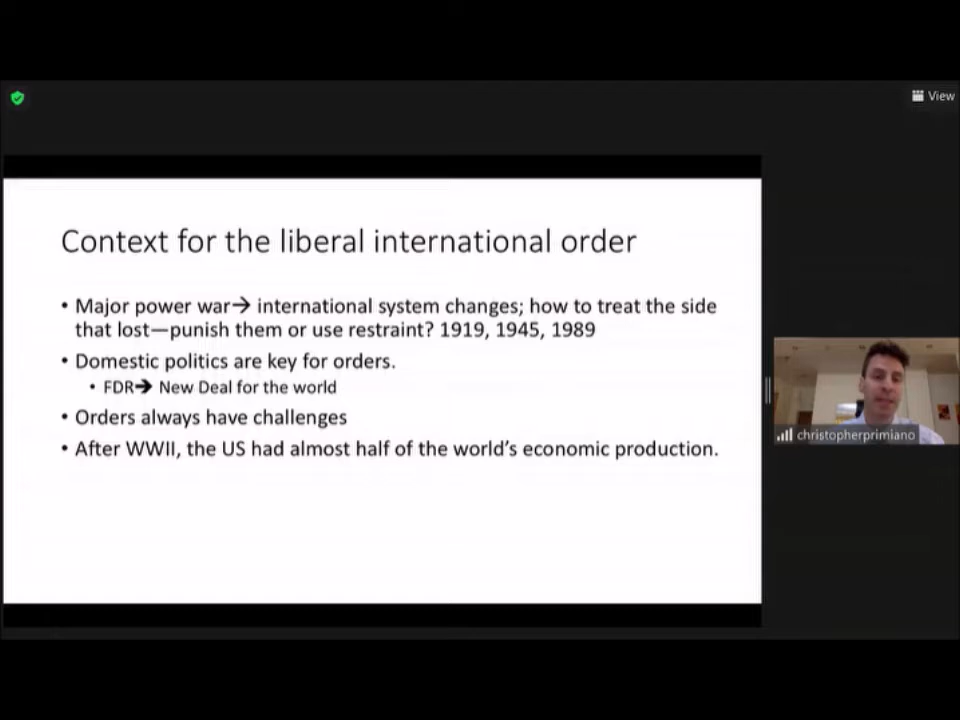 View
Context for the liberal international order
• Major power war→ international system changes; how to treat the side
that lost—punish them or use restraint? 1919, 1945, 1989
• Domestic politics are key for orders.
• FDR→ New Deal for the world
• Orders always have challenges
• After WWII, the US had almost half of the world’s economic production.
christopherprimiano